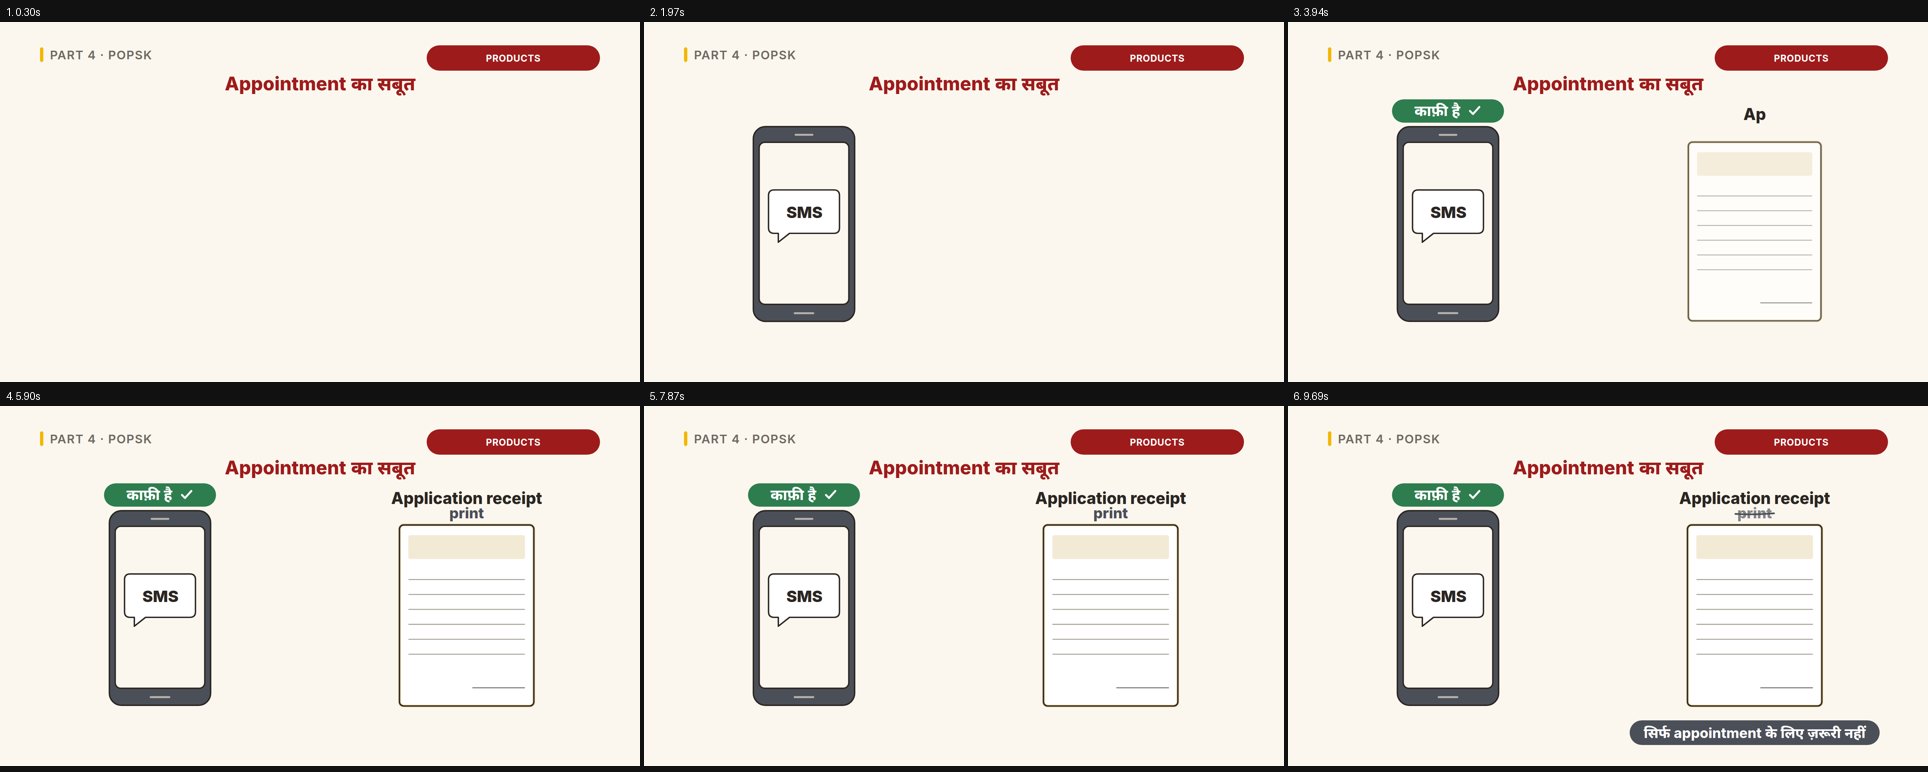 1. 0.30s
PART 4 · POPSK
PRODUCTS
Appointment का सबूत
2. 1.97s
PART 4 · POPSK
PRODUCTS
Appointment का सबूत
SMS
3. 3.94s
PART 4 · POPSK
PRODUCTS
Appointment का सबूत
काफ़ी है ✓
Ap
SMS
4. 5.90s
PART 4 · POPSK
PRODUCTS
Appointment का सबूत
काफ़ी है ✓
Application receipt
print
SMS
5. 7.87s
PART 4 · POPSK
PRODUCTS
Appointment का सबूत
काफ़ी है ✓
Application receipt
print
SMS
6. 9.69s
PART 4 · POPSK
PRODUCTS
Appointment का सबूत
काफ़ी है ✓
Application receipt
print
SMS
सिर्फ appointment के लिए ज़रूरी नहीं